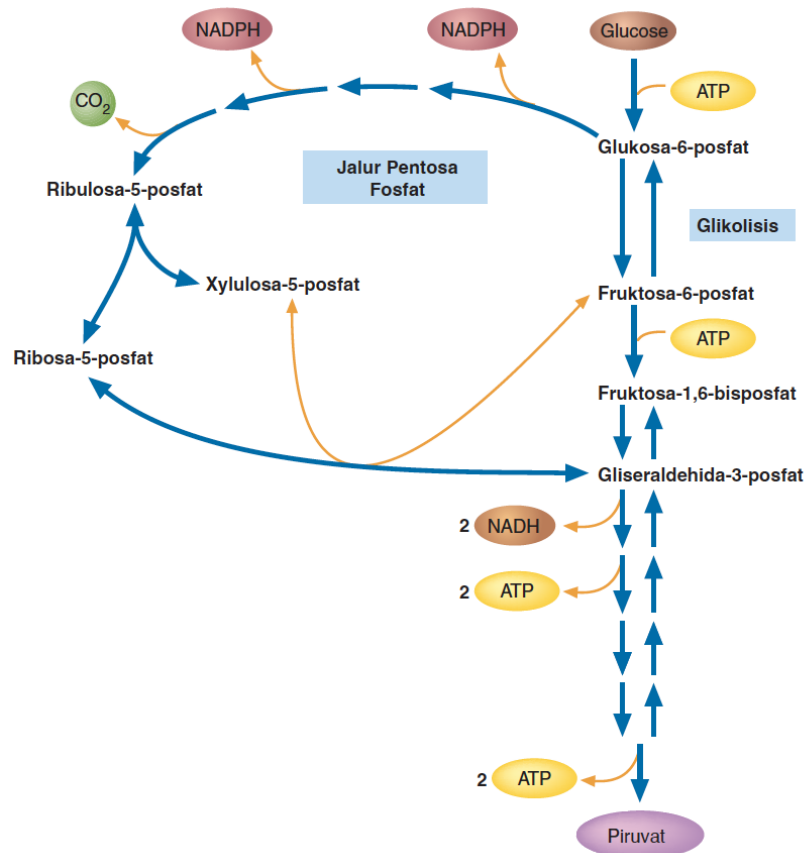 NADPH
NADPH
Glucose
ATP
CO2
Glukosa-6-posfat
Jalur Pentosa
Fosfat
Ribulosa-5-posfat
Glikolisis
Xylulosa-5-posfat
Fruktosa-6-posfat
ATP
Ribosa-5-posfat
Fruktosa-1,6-bisposfat
Gliseraldehida-3-posfat
2 NADH
2 ATP
2 ATP
Piruvat